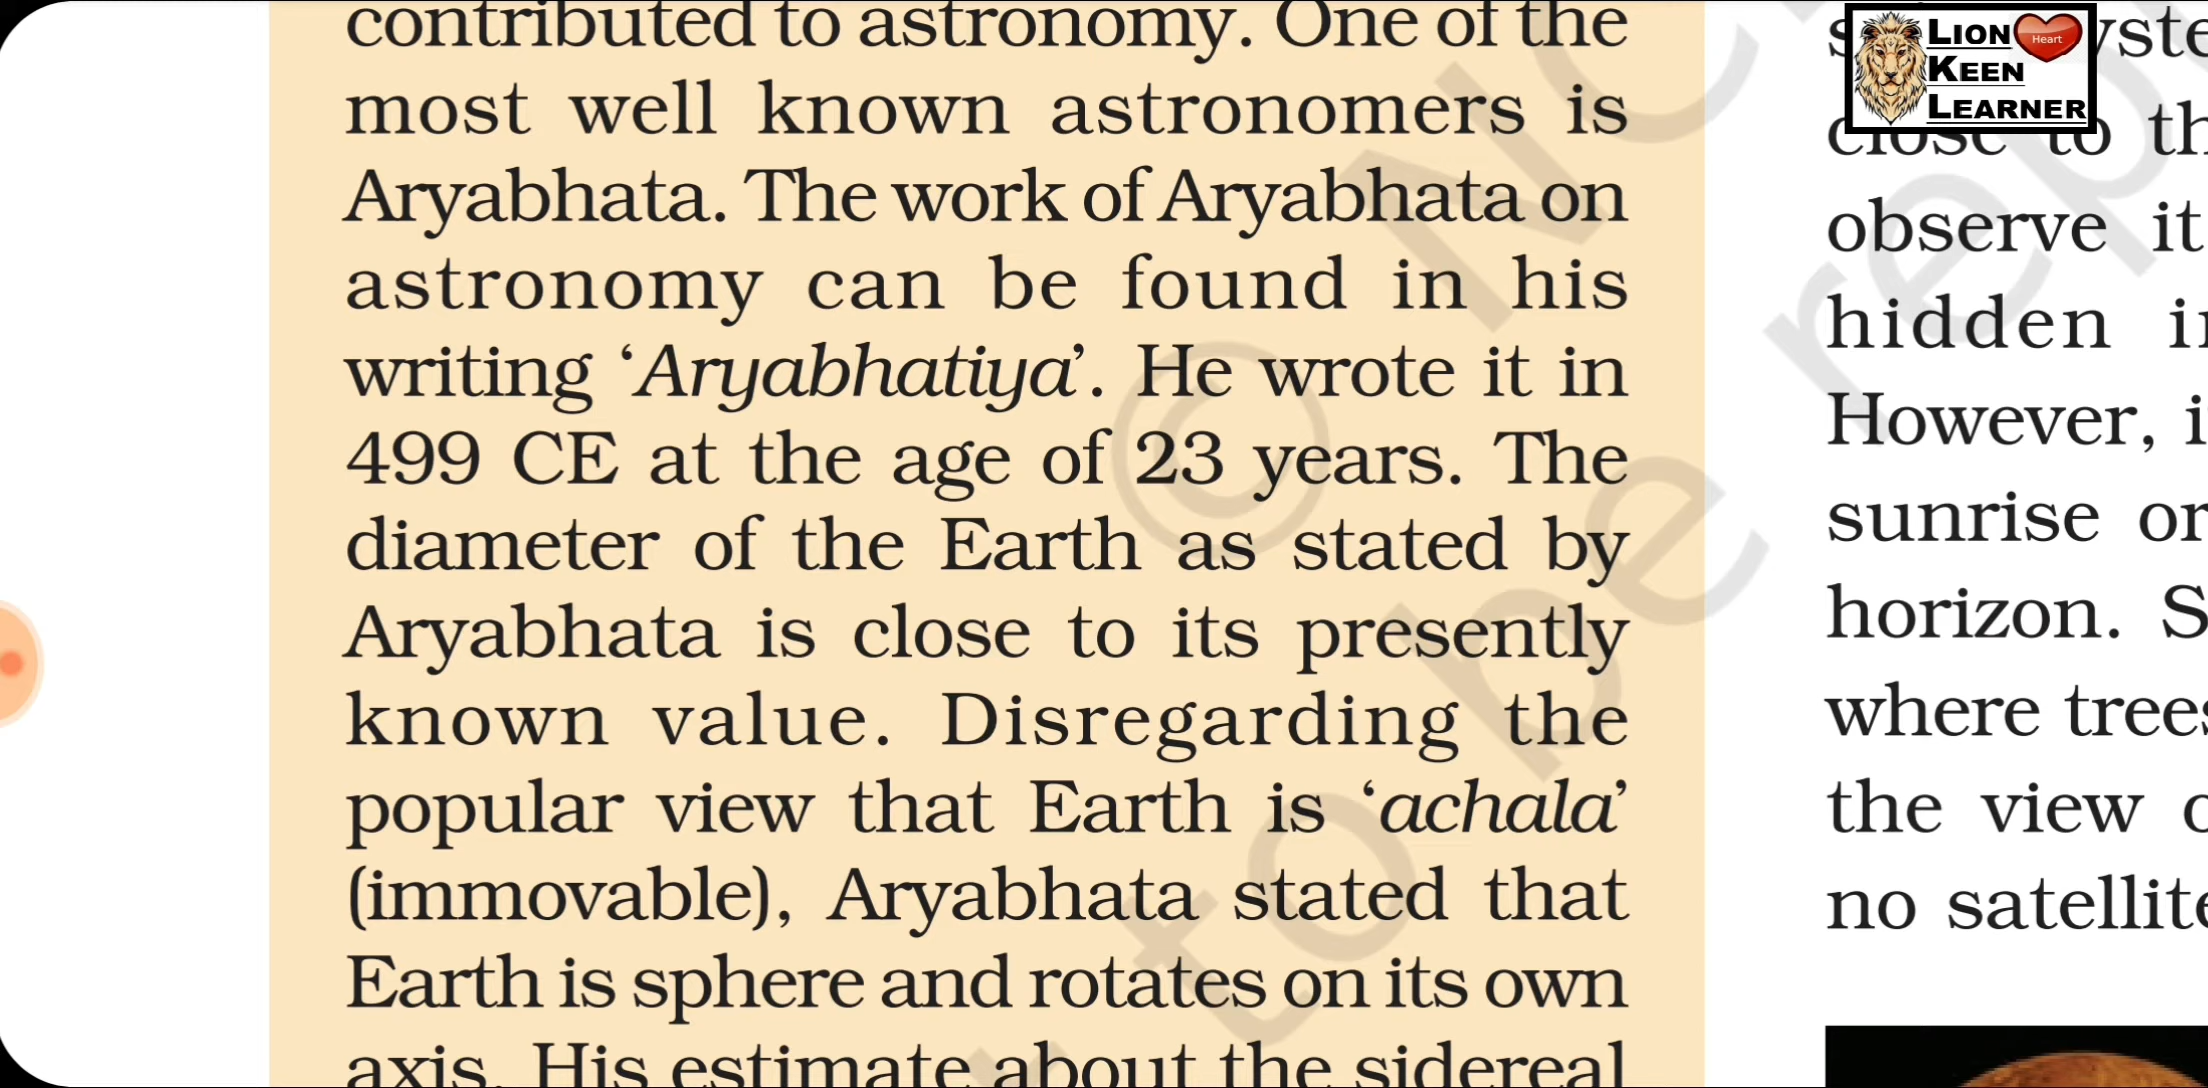 contributed to astronomy. One of the
most well known astronomers is
Aryabhata. The work of Aryabhata on
astronomy can be found in his
writing ‘Aryabhatiya’. He wrote it in
499 CE at the age of 23 years. The
diameter of the Earth as stated by
Aryabhata is close to its presently
known value. Disregarding the
popular view that Earth is ‘achala’
(immovable), Aryabhata stated that
Earth is sphere and rotates on its own
axis. His estimate about the sidereal
LION Heart
KEEN
LEARNER
to
observe it
hidden
However,
sunrise or
horizon.
where trees
the view
no satellite
©
to be